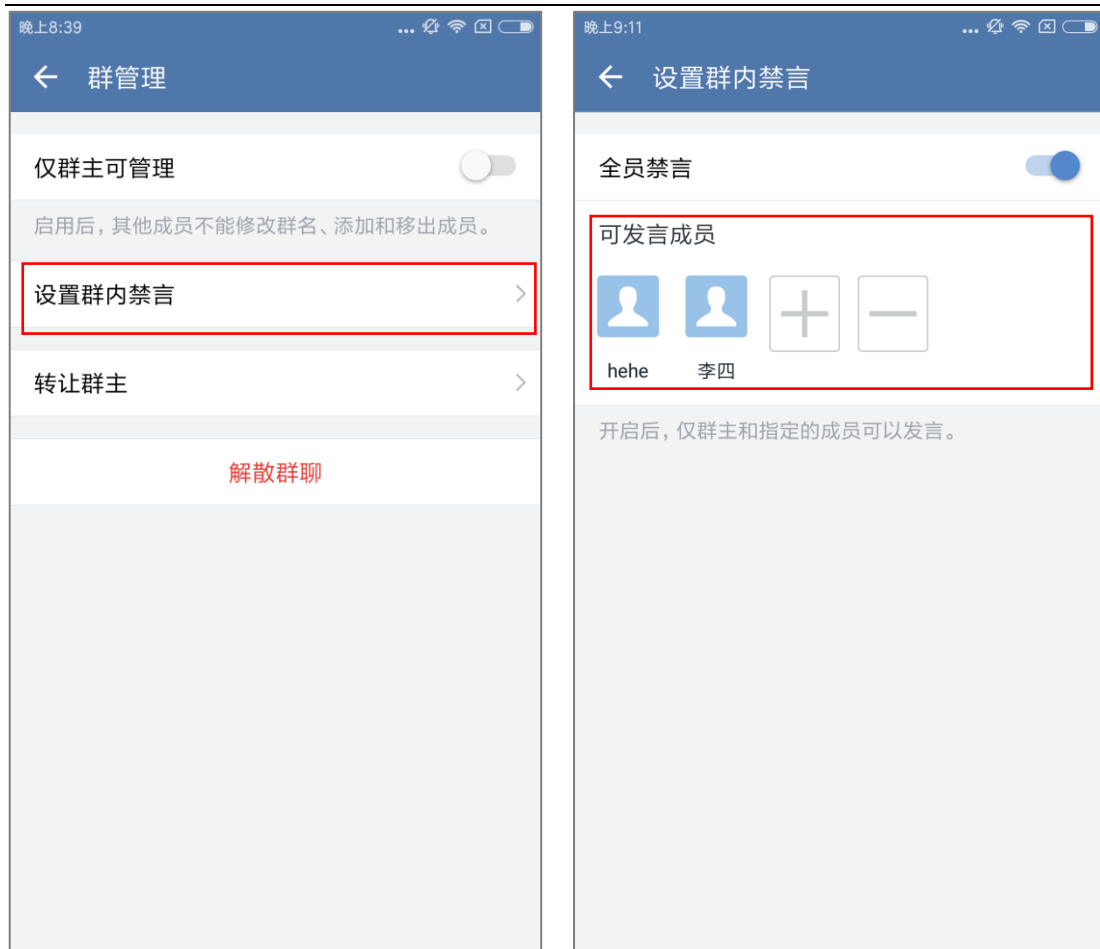 晚上8:39
群管理
仅群主可管理
启用后，其他成员不能修改群名、添加和移出成员。
设置群内禁言
转让群主
解散群聊
晚上9:11
设置群内禁言
全员禁言
可发言成员
hehe 李四
开启后，仅群主和指定的成员可以发言。